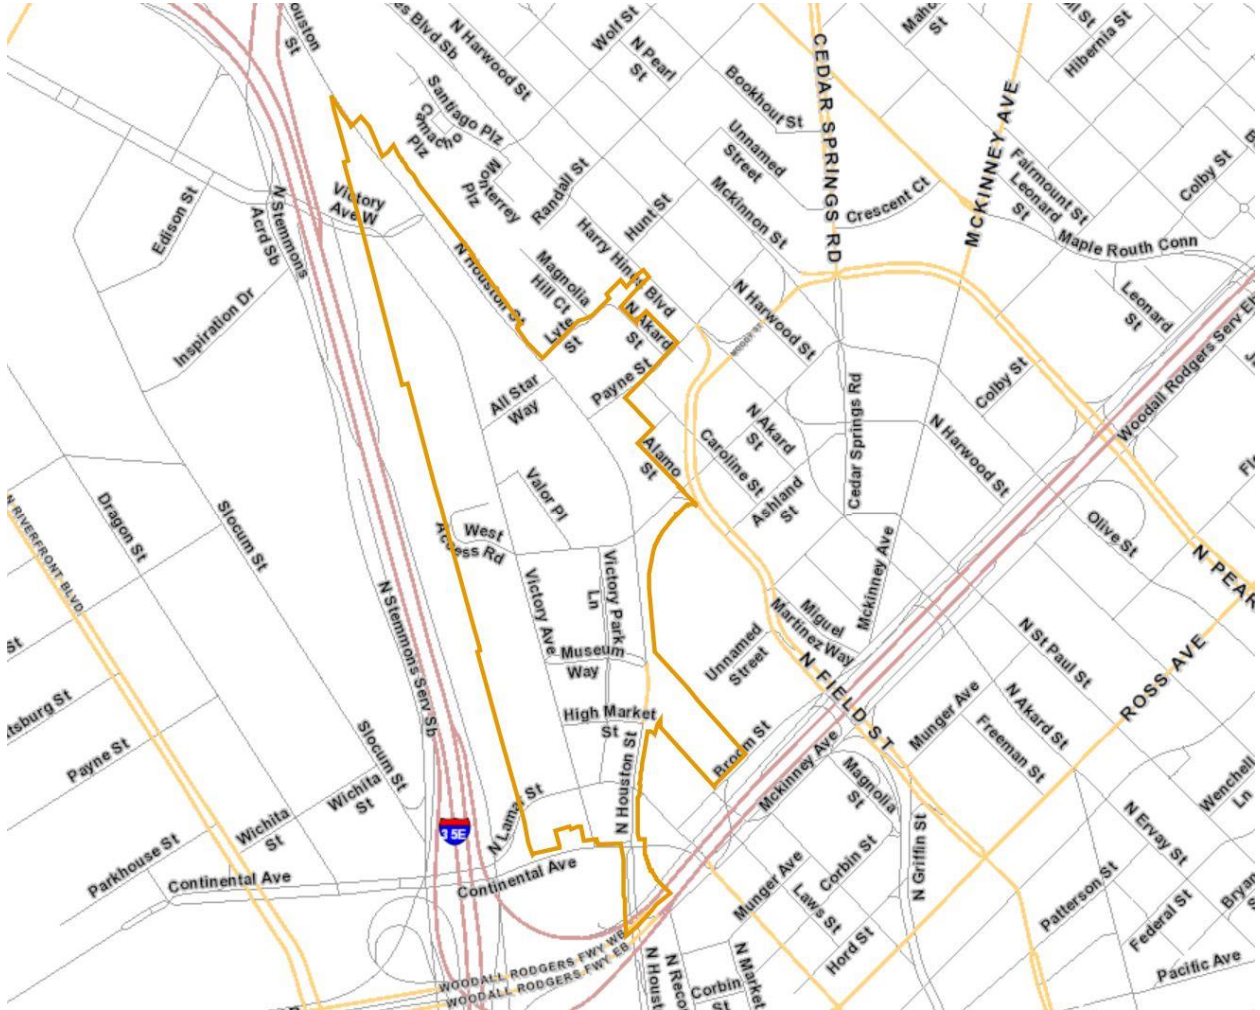 ouston
St
es Blvd Sb
N Harwood St
Wolf St
N Pearl
St
Bookhout St
CEDAR SPRINGS RD
Hibernia St
St
MCKINNEY AVE
Santiago Plz
Camacho
Plz
Monterrey
Plz
Randall St
Unnamed
Street
Mckinnon St
Crescent Ct
Fairmount St
Leonard
St
Colby St
Maple Routh Conn
Edison St
N Stemmons
Acrd Sb
Victory
Ave W
Hunt St
Harry Hines Blvd
N Houston St
Magnolia
Hill Ct
Lyte
St
N Akard
St
N Harwood St
Leonard
St
Inspiration Dr
Payne St
All Star
Way
Colby St
Woodall Rodgers Serv E
Cedar Springs Rd
N Akard
St
N Harwood St
Alamo
St
Caroline St
Ashland
St
Valor Pl
West
Access Rd
Olive St
N RIVERFRONT BLVD
Dragon St
Slocum St
N PEAR
Mckinney Ave
Victory Ave
Victory Park
Ln
N Stemmons Serv Sb
Miguel
Martinez Way
N St Paul St
St
Museum
Way
Unnamed
Street
N FIELD ST
ROSS AVE
tsburg St
Payne St
High Market
St
Munger Ave
N Akard St
Freeman St
Slocum St
Wichita
St
Wichita
St
N Houston St
Broom St
Mckinney Ave
Magnolia
St
Wenchell
Ln
N Lamar St
35E
N Ervay St
Parkhouse St
Continental Ave
Continental Ave
Corbin St
N Griffin St
Munger Ave
Laws St
Hord St
Patterson St
Federal St
Bryan
WOODALL RODGERS FWY WB
WOODALL RODGERS FWY EB
N Houst
N Reco
N Market
Corbin
St
Pacific Ave